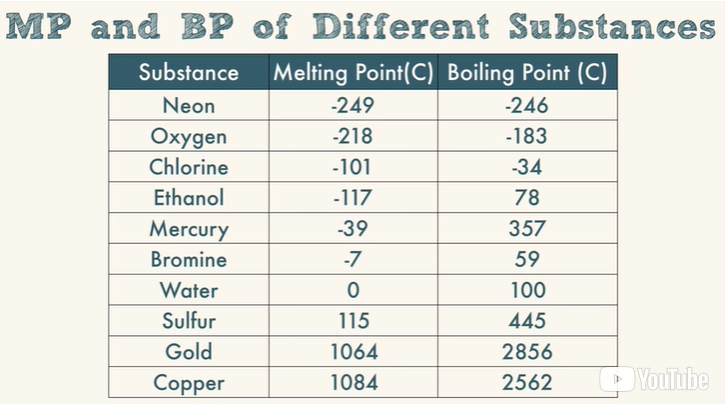 MP and BP of Different Substances
Substance Melting Point(C) Boiling Point (C)
Neon -249 -246
Oxygen -218 -183
Chlorine -101 -34
Ethanol -117 78
Mercury -39 357
Bromine -7 59
Water 0 100
Sulfur 115 445
Gold 1064 2856
Copper 1084 2562
YouTube